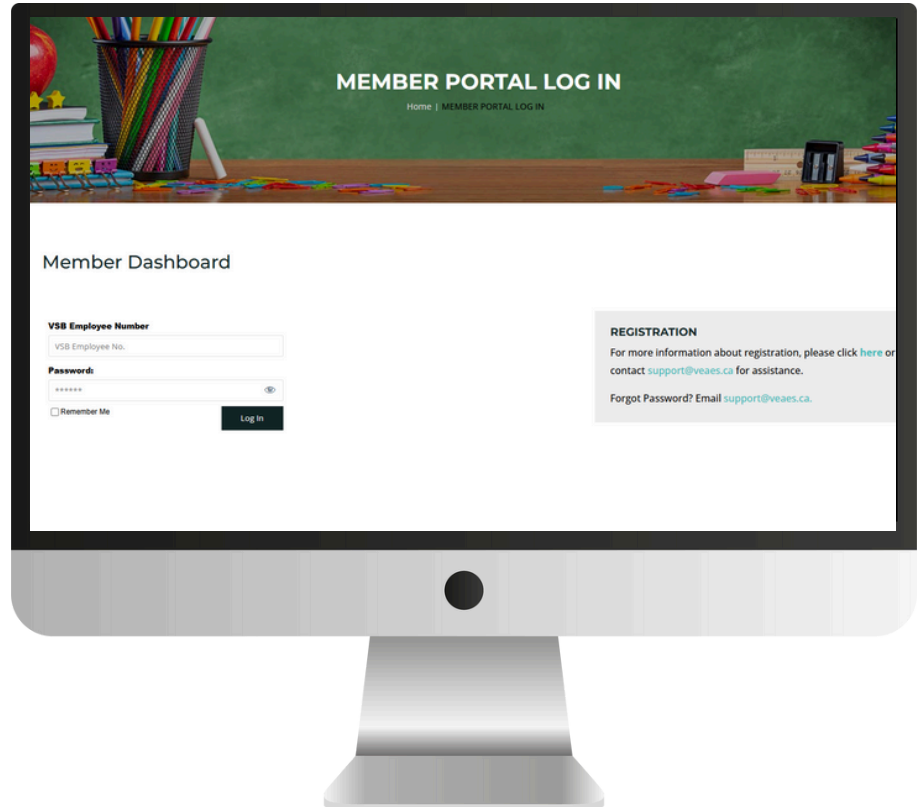 MEMBER PORTAL LOG IN
Home | MEMBER PORTAL LOG IN
Member Dashboard
VSB Employee Number
VSB Employee No.
Password:
******
Remember Me
Log In
REGISTRATION
For more information about registration, please click here or
contact support@veaes.ca for assistance.
Forgot Password? Email support@veaes.ca.